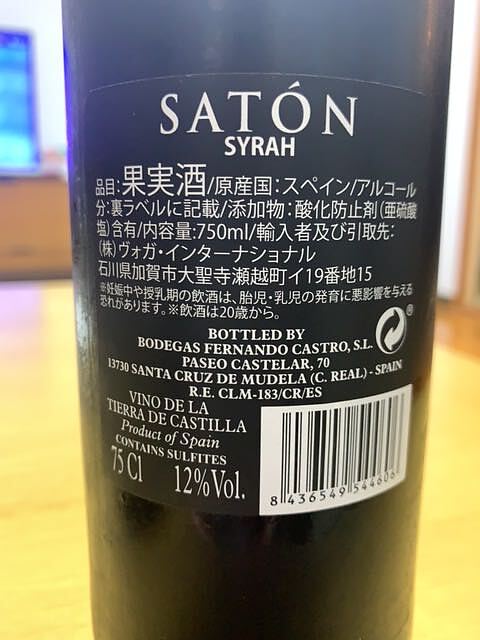 SATÓN
SYRAH
品目:果実酒/原産国:スペイン/アルコール
分:裏ラベルに記載/添加物:酸化防止剤(亜硫酸
塩)含有/内容量:750ml/輸入者及び引取先:
(株)ヴォガ・インターナショナル
石川県加賀市大聖寺瀬越町イ19番地15
※妊娠中や授乳期の飲酒は、胎児・乳児の発育に悪影響を与える
恐れがあります。※飲酒は20歳から。
BOTTLED BY
BODEGAS FERNANDO CASTRO, S.L.
PASEO CASTELAR, 70
13730 SANTA CRUZ DE MUDELA (C. REAL) - SPAIN
R.E. CLM-183/CR/ES
VINO DE LA
TIERRA DE CASTILLA
Product of Spain
CONTAINS SULFITES
75 Cl 12%Vol.
8 436549 544606
®